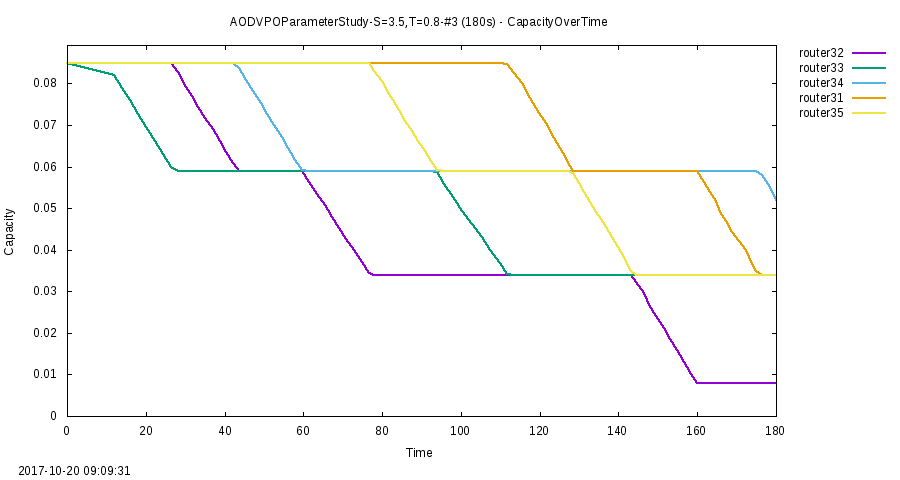 AODVPOParameterStudy-S=3.5,T=0.8-#3 (180s) - CapacityOverTime
router32
router33
router34
router31
router35
0.08
0.07
0.06
0.05
0.04
0.03
0.02
0.01
0
Capacity
0 20 40 60 80 100 120 140 160 180
Time
2017-10-20 09:09:31